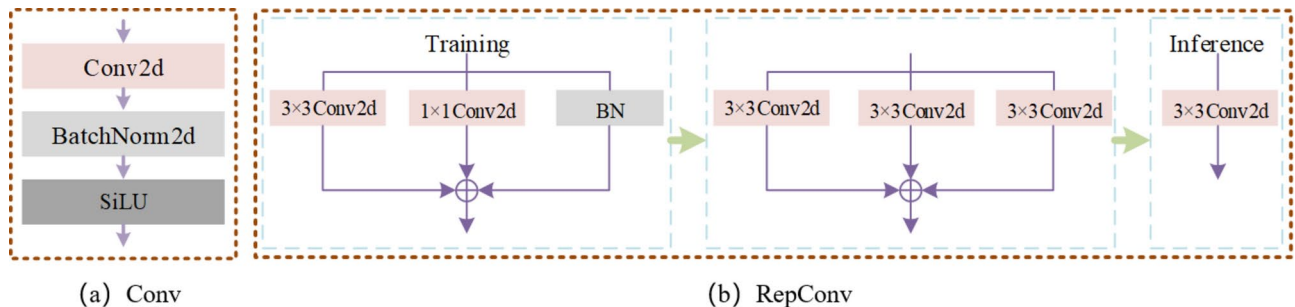 Conv2d
BatchNorm2d
SiLU
(a) Conv
Training
3×3Conv2d
1×1Conv2d
BN
3×3Conv2d
3×3Conv2d
3×3Conv2d
Inference
3×3Conv2d
(b) RepConv